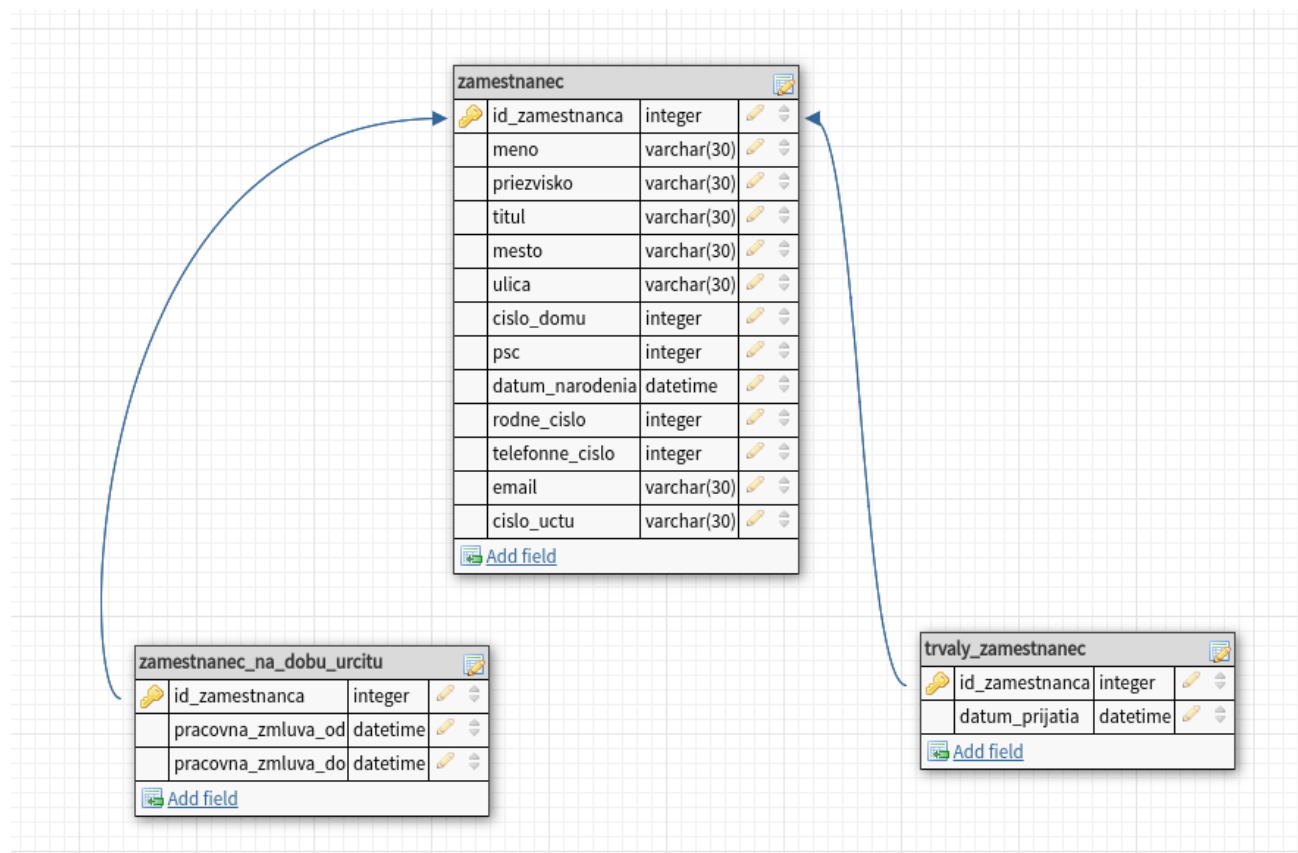 zamestnanec
id_zamestnanca integer
meno varchar(30)
priezvisko varchar(30)
titul varchar(30)
mesto varchar(30)
ulica varchar(30)
cislo_domu integer
psc integer
datum_narodenia datetime
rodne_cislo integer
telefonne_cislo integer
email varchar(30)
cislo_uctu varchar(30)
Add field
zamestnanec_na_dobu_urcitu
id_zamestnanca integer
pracovna_zmluva_od datetime
pracovna_zmluva_do datetime
Add field
trvaly_zamestnanec
id_zamestnanca integer
datum_prijatia datetime
Add field